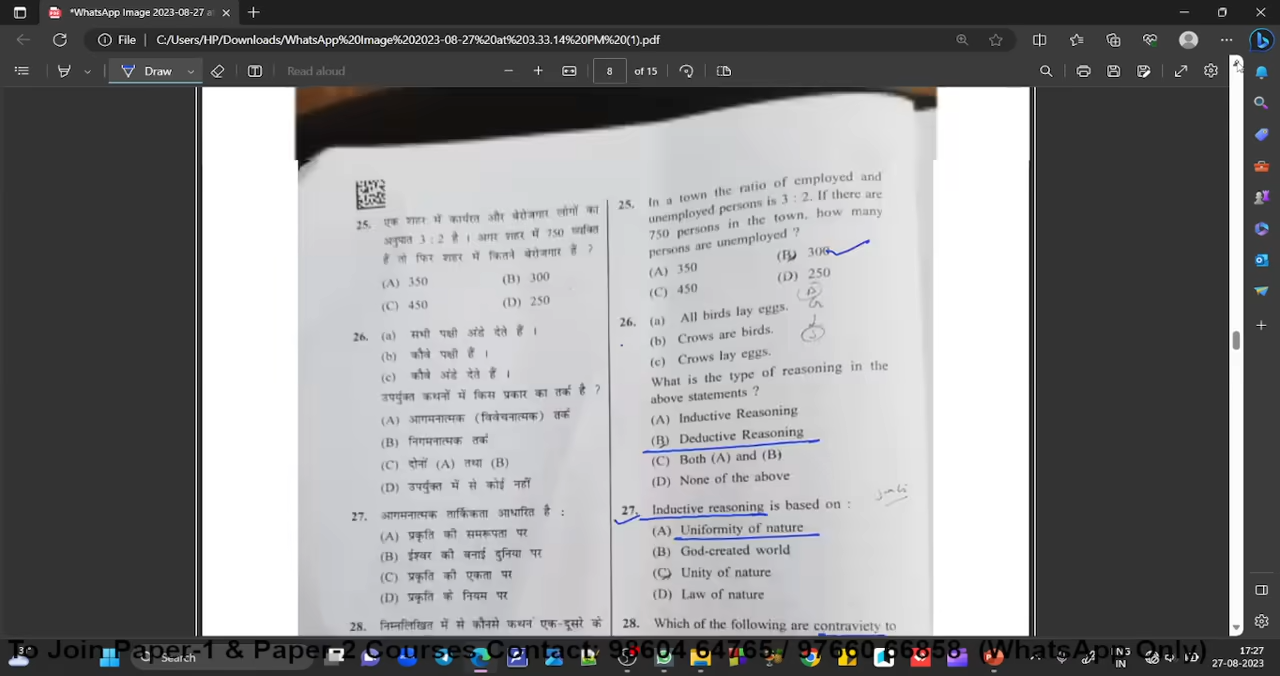 *WhatsApp Image 2023-08-27 at
File
C:/Users/HP/Downloads/WhatsApp%20Image%202023-08-27%20at%203.33.14%20PM%20(1).pdf
Draw
Read aloud
8
of 15
25. एक शहर में कार्यरत और बेरोजगार लोगों का
अनुपात 3 : 2 है । अगर शहर में 750 व्यक्ति
हैं तो फिर शहर में कितने बेरोजगार हैं ?
(A) 350 (B) 300
(C) 450 (D) 250
26. (a) सभी पक्षी अंडे देते हैं ।
(b) कौवे पक्षी हैं ।
(c) कौवे अंडे देते हैं ।
उपर्युक्त कथनों में किस प्रकार का तर्क है ?
(A) आगमनात्मक (विवेचनात्मक) तर्क
(B) निगमनात्मक तर्क
(C) दोनों (A) तथा (B)
(D) उपर्युक्त में से कोई नहीं
27. आगमनात्मक तार्किकता आधारित है :
(A) प्रकृति की समरूपता पर
(B) ईश्वर की बनाई दुनिया पर
(C) प्रकृति की एकता पर
(D) प्रकृति के नियम पर
28. निम्नलिखित में से कौनसे कथन एक-दूसरे के
25. In a town the ratio of employed and
unemployed persons is 3 : 2. If there are
750 persons in the town, how many
persons are unemployed ?
(A) 350 (B) 300
(C) 450 (D) 250
26. (a) All birds lay eggs.
(b) Crows are birds.
(c) Crows lay eggs.
What is the type of reasoning in the
above statements ?
(A) Inductive Reasoning
(B) Deductive Reasoning
(C) Both (A) and (B)
(D) None of the above
27. Inductive reasoning is based on :
(A) Uniformity of nature
(B) God-created world
(C) Unity of nature
(D) Law of nature
28. Which of the following are contraviety to
To Join Paper-1 & Paper-2 Courses Contact: 98604 64765 / 97660 66858 (WhatsApp Only)
Search
ENG
IN
17:27
27-08-2023